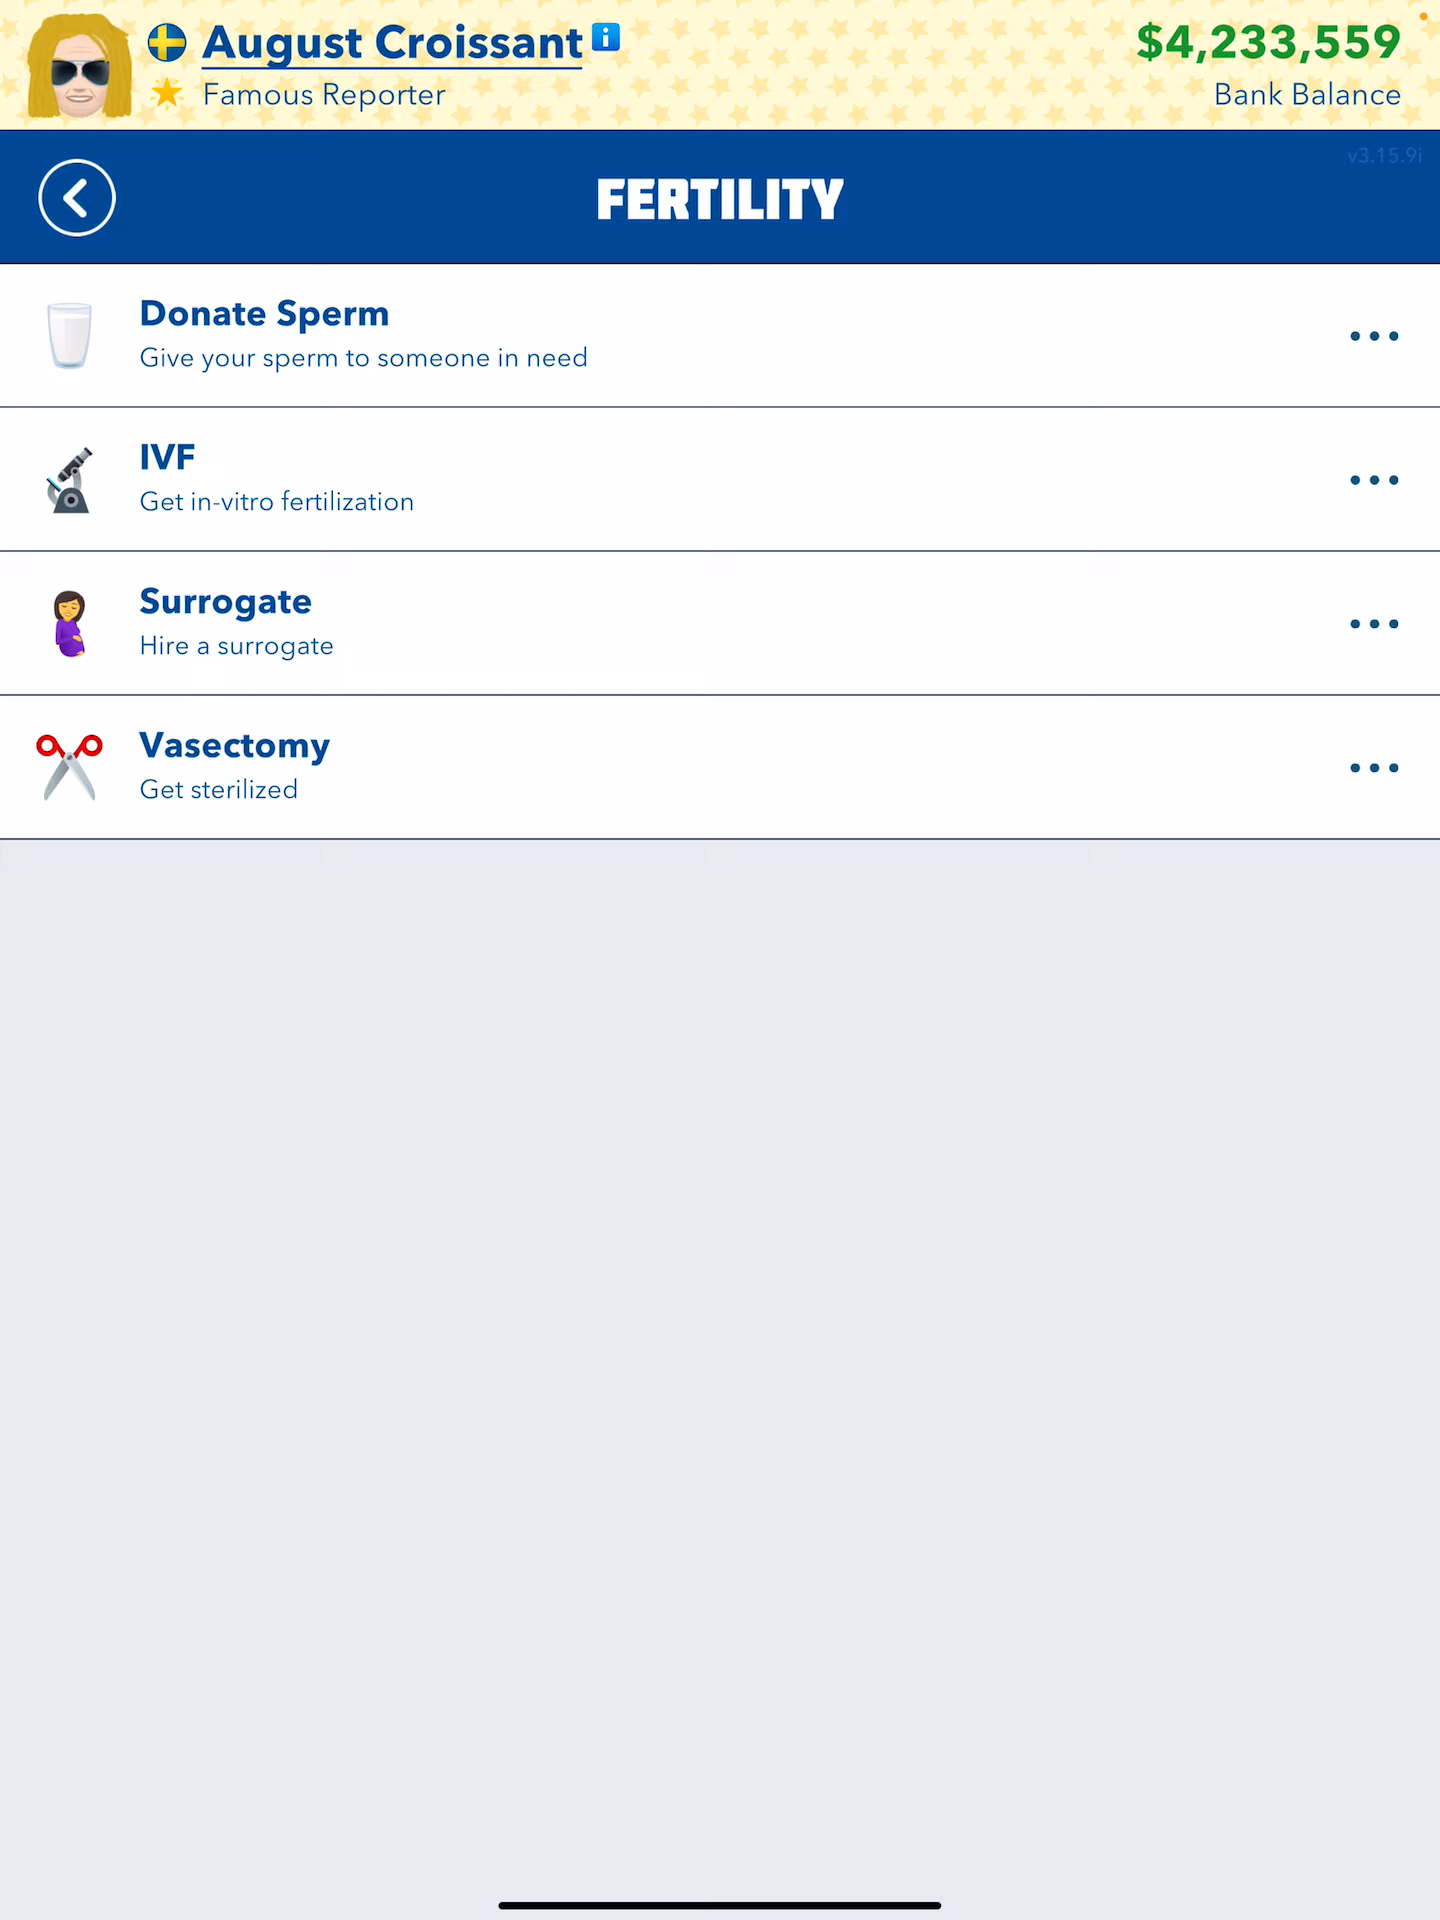 August Croissant
$4,233,559
Famous Reporter
Bank Balance
v3.15.9i
FERTILITY
Donate Sperm
Give your sperm to someone in need
IVF
Get in-vitro fertilization
Surrogate
Hire a surrogate
Vasectomy
Get sterilized